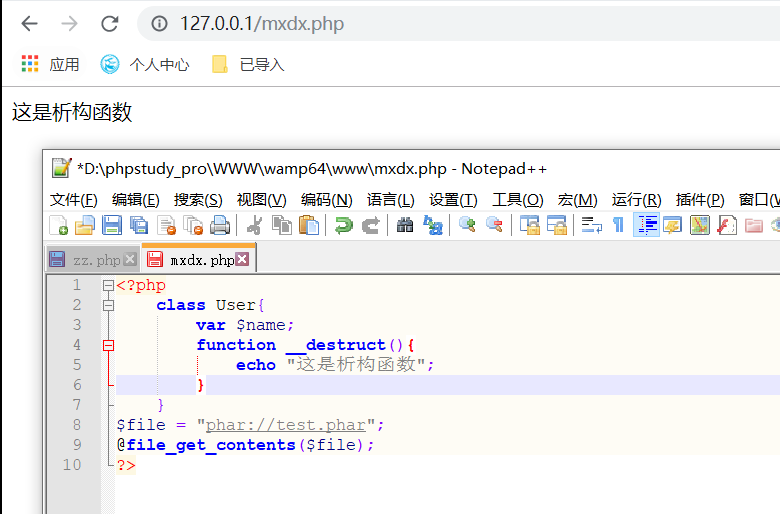 127.0.0.1/mxdx.php
应用 个人中心 已导入
这是析构函数
*D:\phpstudy_pro\WWW\wamp64\www\mxdx.php - Notepad++
文件(F) 编辑(E) 搜索(S) 视图(V) 编码(N) 语言(L) 设置(T) 工具(O) 宏(M) 运行(R) 插件(P) 窗口(
zz.php mxdx.php
1 <?php
2 class User{
3 var $name;
4 function __destruct(){
5 echo "这是析构函数";
6 }
7 }
8 $file = "phar://test.phar";
9 @file_get_contents($file);
10 ?>